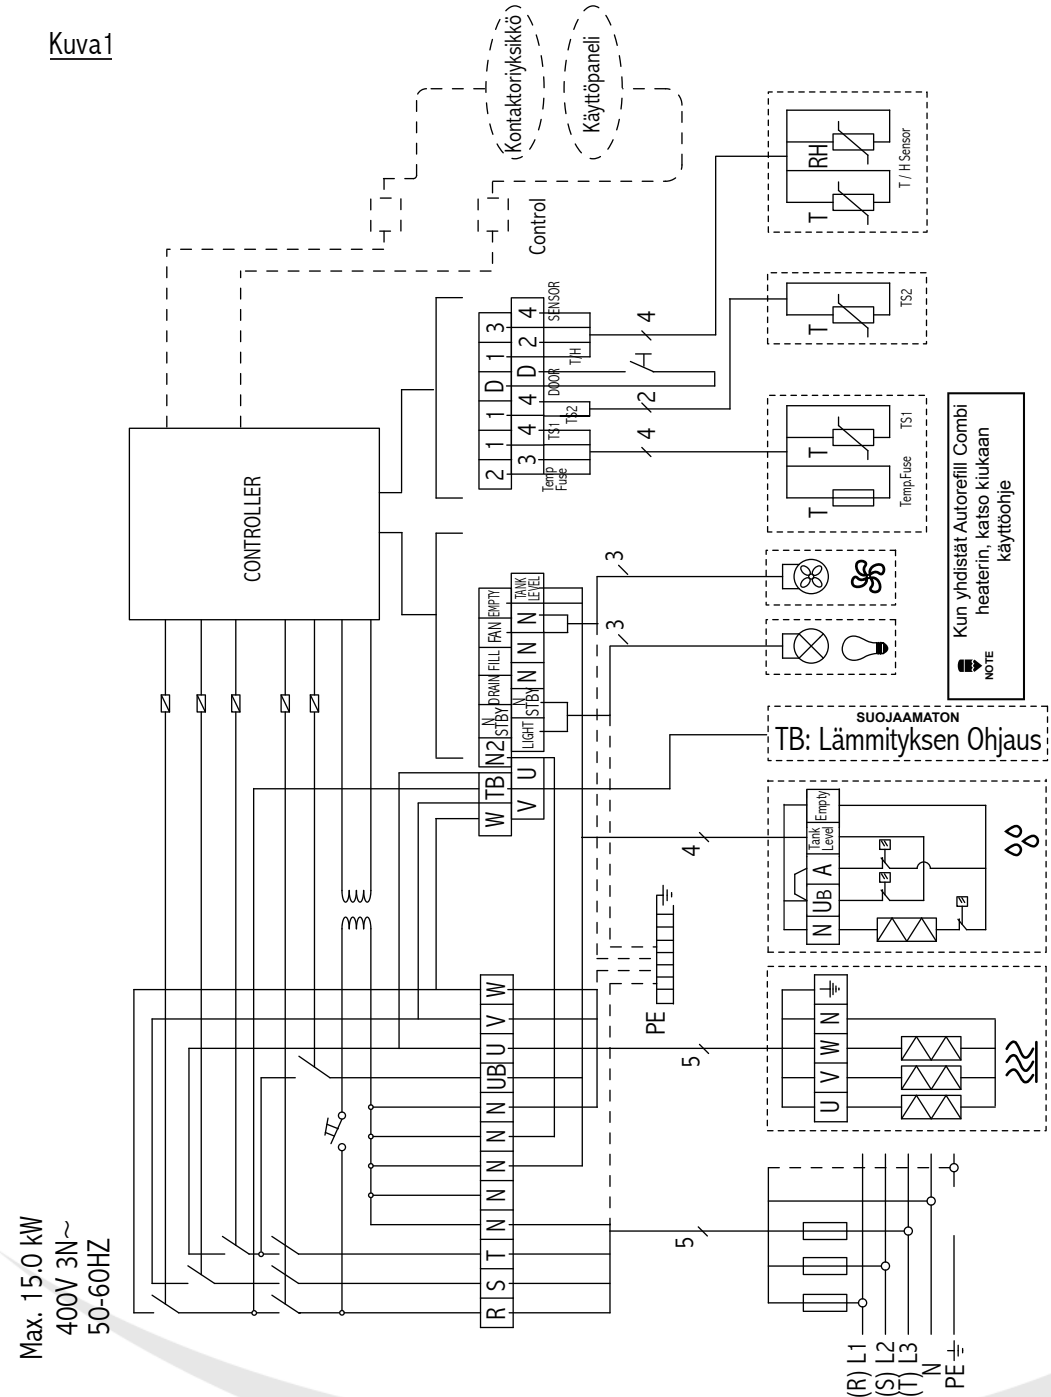 Kuva1
Kontaktoriyksikkö
Käyttöpaneli
Control
CONTROLLER
2 1 1 D 1 3
3 4 4 D 2 4
Temp
Fuse
TS1
TS2
DOOR
T/H
SENSOR
4
2
4
T
RH
T / H Sensor
T
TS2
T
T
Temp.Fuse
TS1
W TB N2 N
STBY DRAIN FILL FAN EMPTY
V U LIGHT N
STBY N N N TANK
LEVEL
3
3
Kun yhdistät Autorefill Combi
heaterin, katso kiukaan
käyttöohje
NOTE
SUOJAAMATON
TB: Lämmityksen Ohjaus
4
N UB A Tank
Level Empty
PE
R S T N N N N N UB U V W
5
U V W N
5
Max. 15.0 kW
400V 3N~
50-60HZ
(R) L1
(S) L2
(T) L3
N
PE